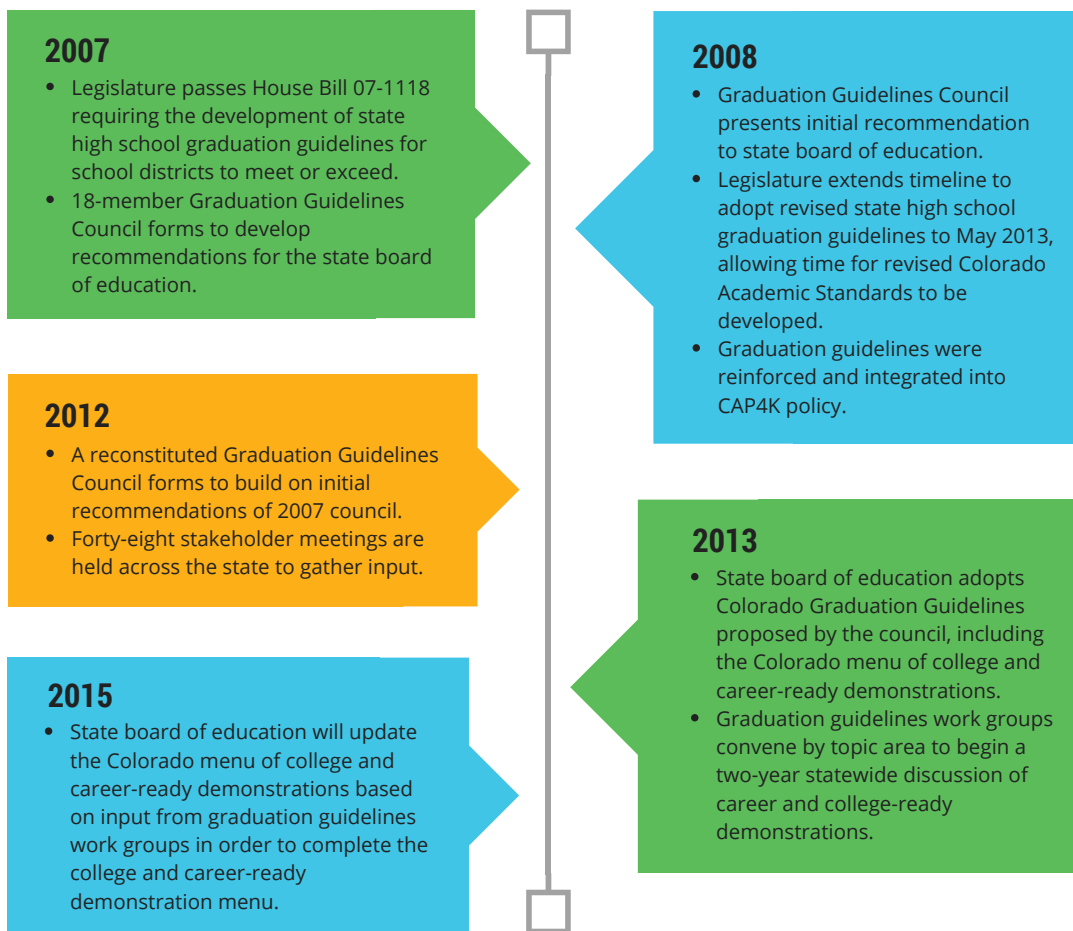 2007
• Legislature passes House Bill 07-1118
requiring the development of state
high school graduation guidelines for
school districts to meet or exceed.
• 18-member Graduation Guidelines
Council forms to develop
recommendations for the state board
of education.
2008
• Graduation Guidelines Council
presents initial recommendation
to state board of education.
• Legislature extends timeline to
adopt revised state high school
graduation guidelines to May 2013,
allowing time for revised Colorado
Academic Standards to be
developed.
• Graduation guidelines were
reinforced and integrated into
CAP4K policy.
2012
• A reconstituted Graduation Guidelines
Council forms to build on initial
recommendations of 2007 council.
• Forty-eight stakeholder meetings are
held across the state to gather input.
2013
• State board of education adopts
Colorado Graduation Guidelines
proposed by the council, including
the Colorado menu of college and
career-ready demonstrations.
• Graduation guidelines work groups
convene by topic area to begin a
two-year statewide discussion of
career and college-ready
demonstrations.
2015
• State board of education will update
the Colorado menu of college and
career-ready demonstrations based
on input from graduation guidelines
work groups in order to complete the
college and career-ready
demonstration menu.